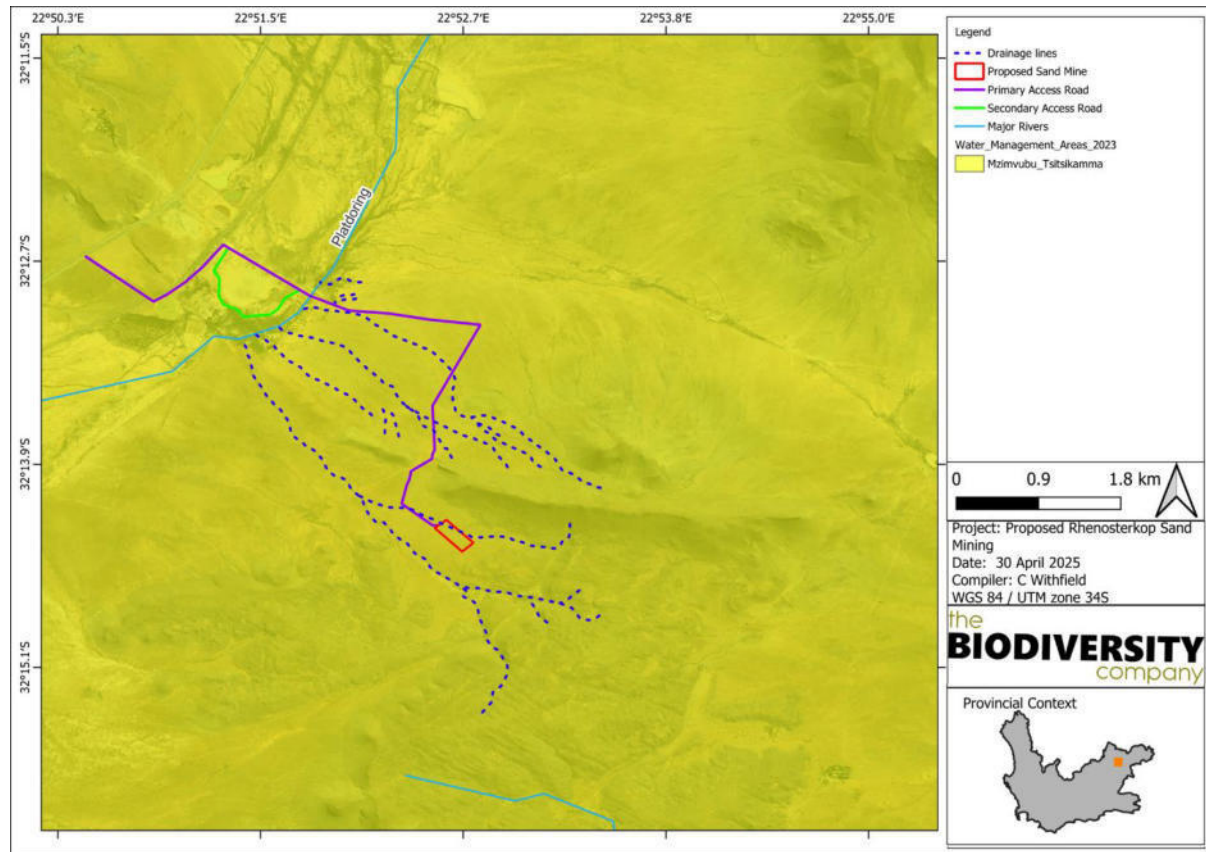 22°50.3'E 22°51.5'E 22°52.7'E 22°53.8'E 22°55.0'E
32°11.5'S
32°12.7'S
32°13.9'S
32°15.1'S
Platdoring
Legend
Drainage lines
Proposed Sand Mine
Primary Access Road
Secondary Access Road
Major Rivers
Water_Management_Areas_2023
Mzimvubu_Tsitsikamma
0 0.9 1.8 km
Project: Proposed Rhenosterkop Sand
Mining
Date: 30 April 2025
Compiler: C Withfield
WGS 84 / UTM zone 34S
the
BIODIVERSITY
company
Provincial Context